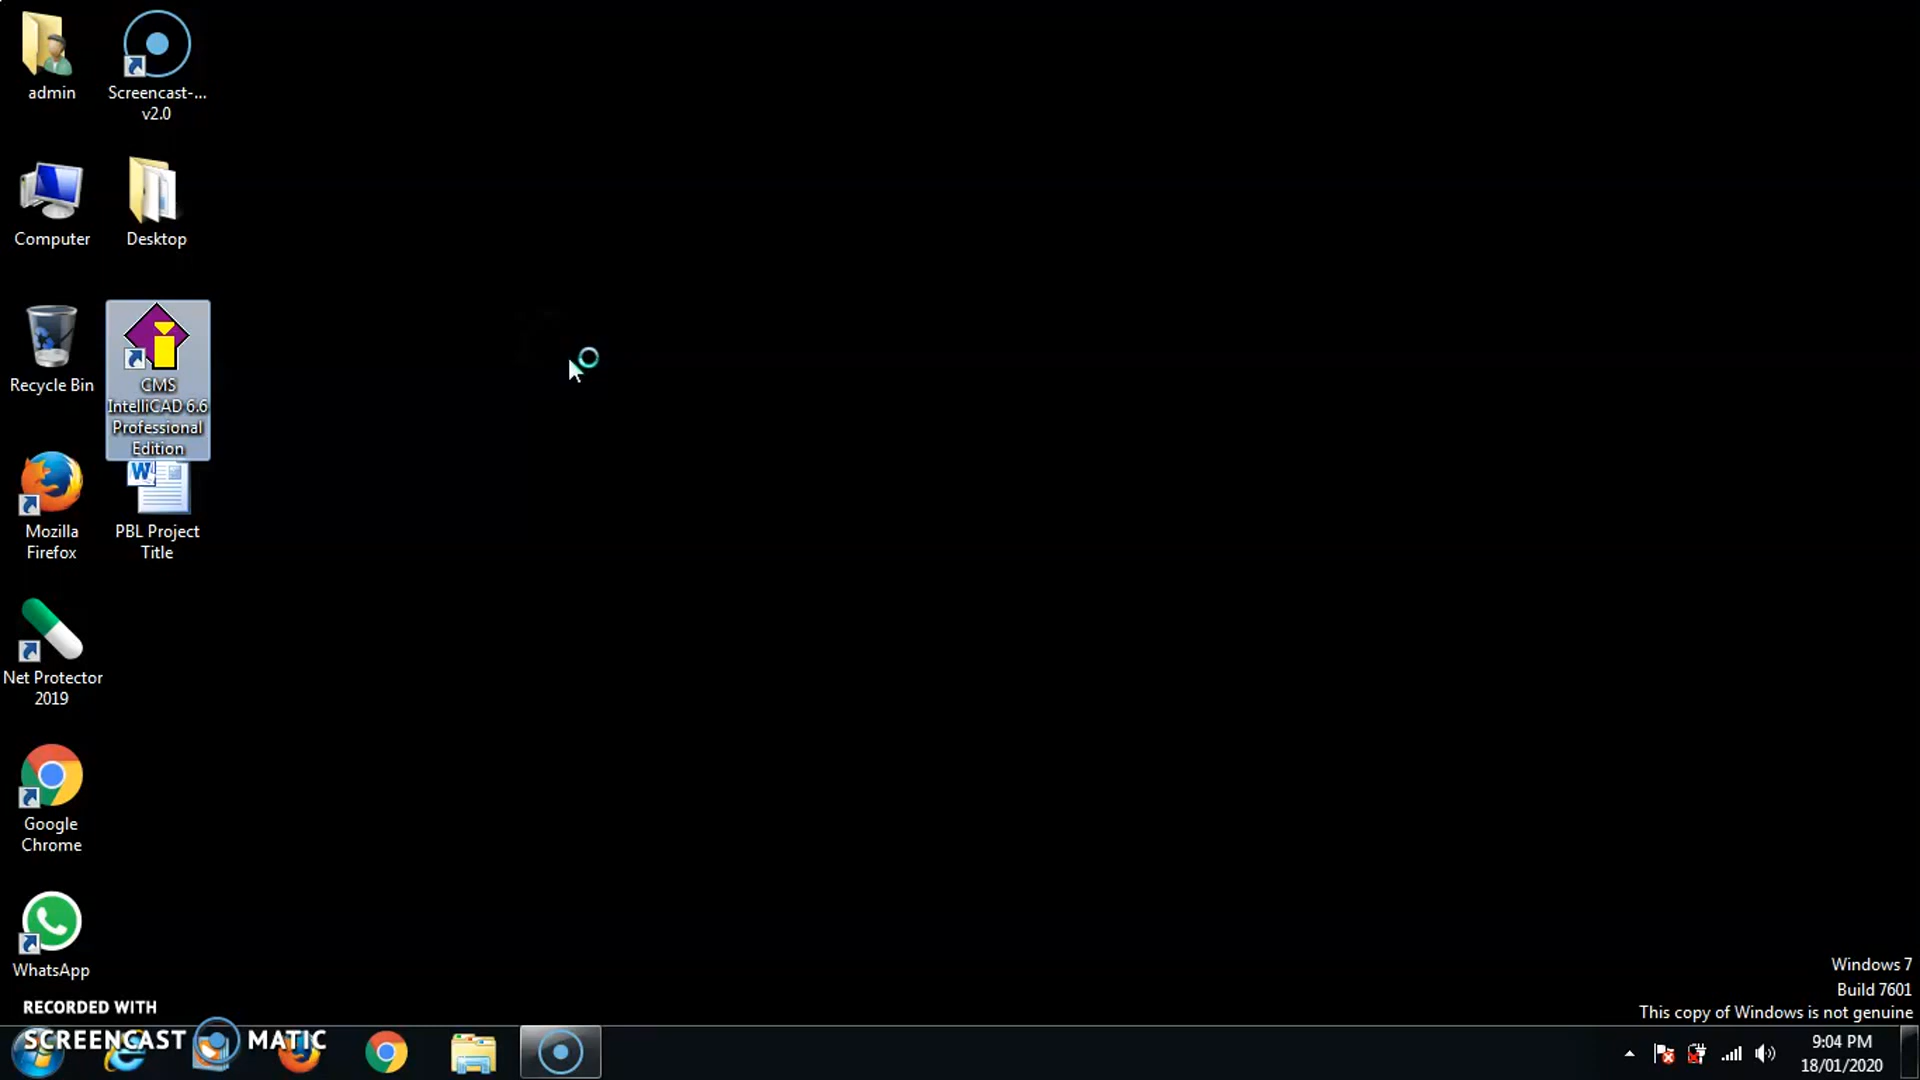 admin
Screencast-...
v2.0
Computer
Desktop
Recycle Bin
CMS
IntelliCAD 6.6
Professional
Edition
Mozilla
Firefox
W
PBL Project
Title
Net Protector
2019
Google
Chrome
WhatsApp
RECORDED WITH
SCREENCAST MATIC
Windows 7
Build 7601
This copy of Windows is not genuine
9:04 PM
18/01/2020